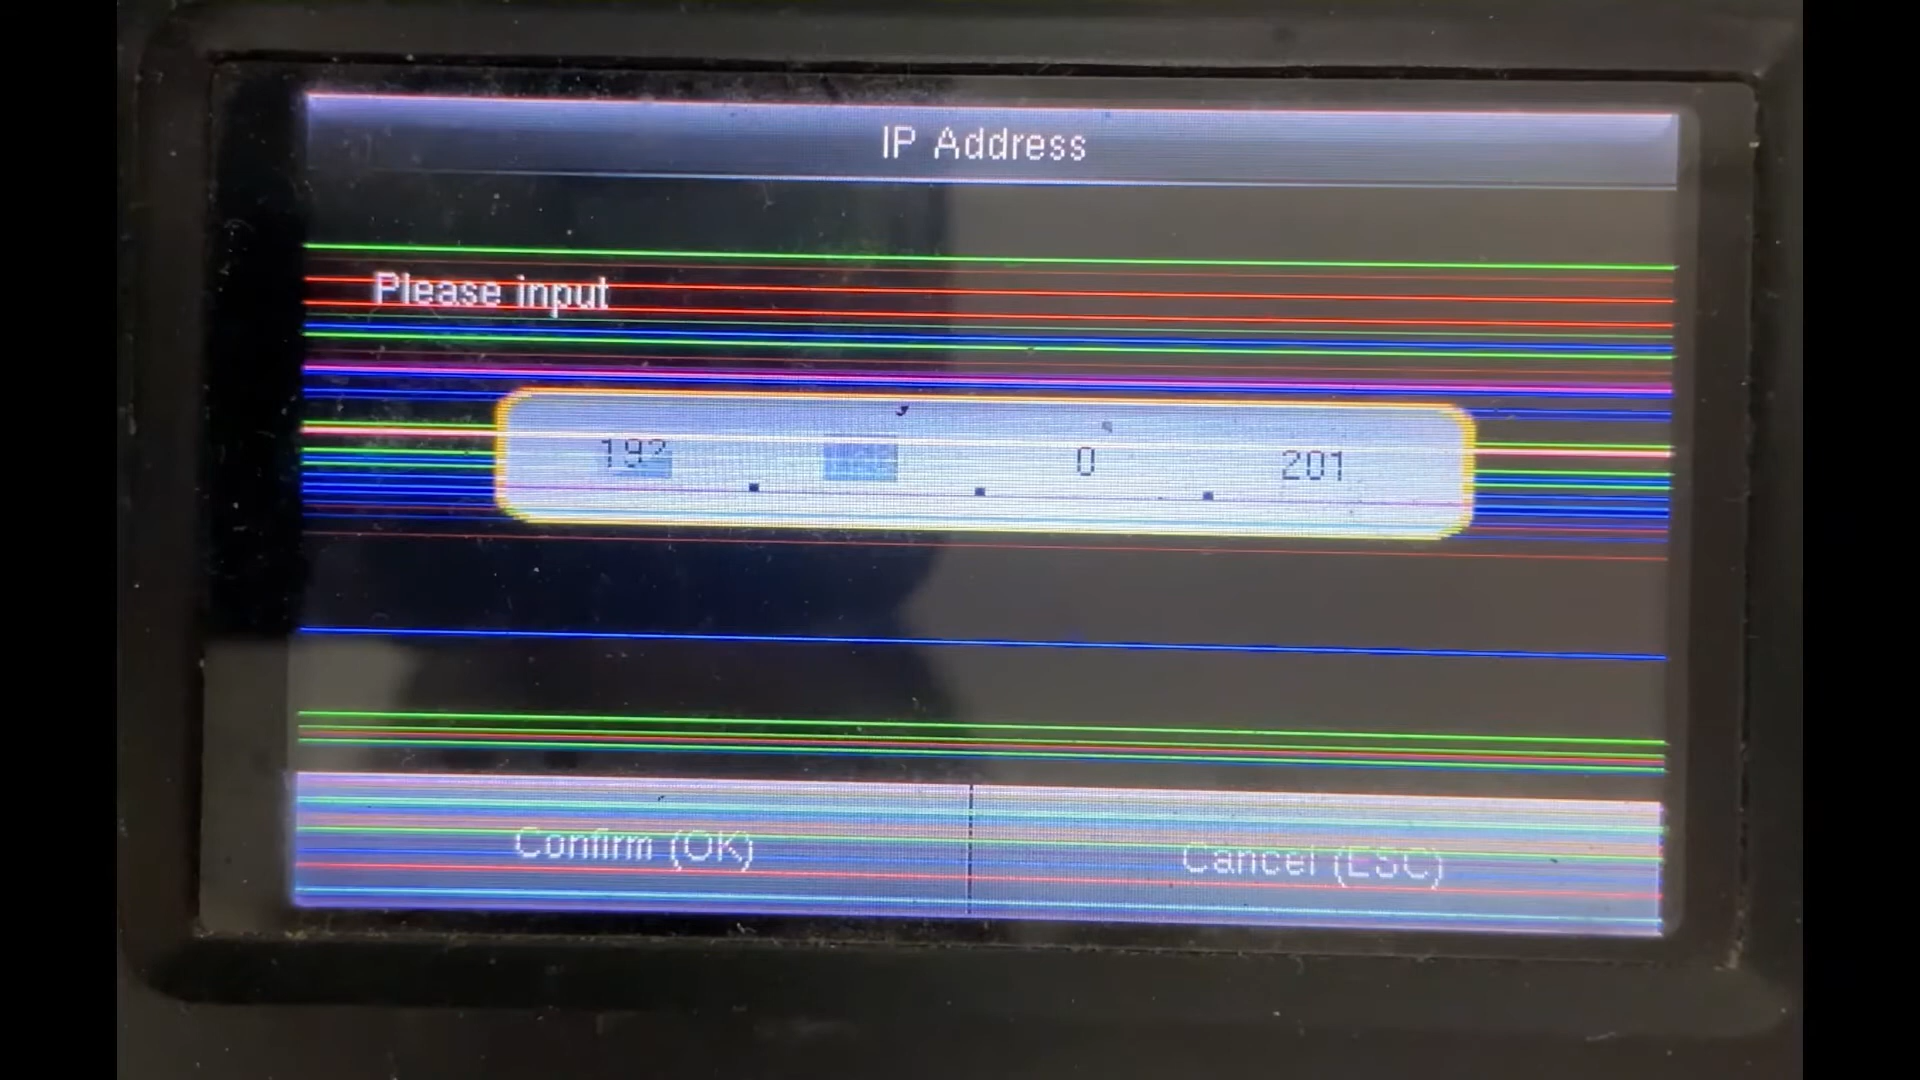 IP Address
Please input
192 . . 0 . 201
Confirm (OK) Cancel (ESC)